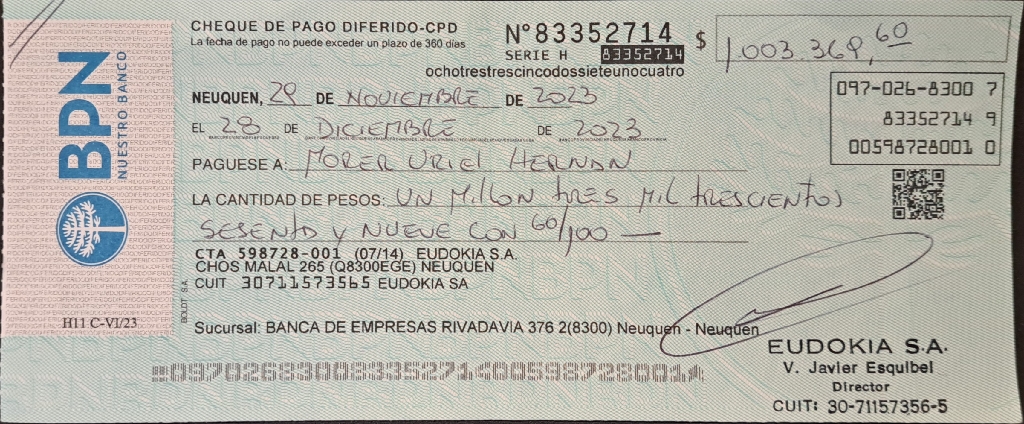 CHEQUE DE PAGO DIFERIDO-CPD
La fecha de pago no puede exceder un plazo de 360 días
Nº 83352714
SERIE H 83352714
ochotrestrescincodossieteunocuatro
$ 1.003.369,60
097-026-8300 7
83352714 9
00598728001 0
NEUQUEN, 29 DE NOVIEMBRE DE 2023
EL 28 DE DICIEMBRE DE 2023
PAGUESE A: MORER URIEL HERNAN
LA CANTIDAD DE PESOS: UN MILLON TRES MIL TRESCIENTOS
SESENTA Y NUEVE CON 60/100 —
CTA 598728-001 (07/14) EUDOKIA S.A.
CHOS MALAL 265 (Q8300EGE) NEUQUEN
CUIT 30711573565 EUDOKIA SA
Sucursal: BANCA DE EMPRESAS RIVADAVIA 376 2(8300) Neuquen - Neuquen
BPN
NUESTRO BANCO
H11 C-VI/23
BOLDT S.A.
EUDOKIA S.A.
V. Javier Esquibel
Director
CUIT: 30-71157356-5
09702683008335271400598728001